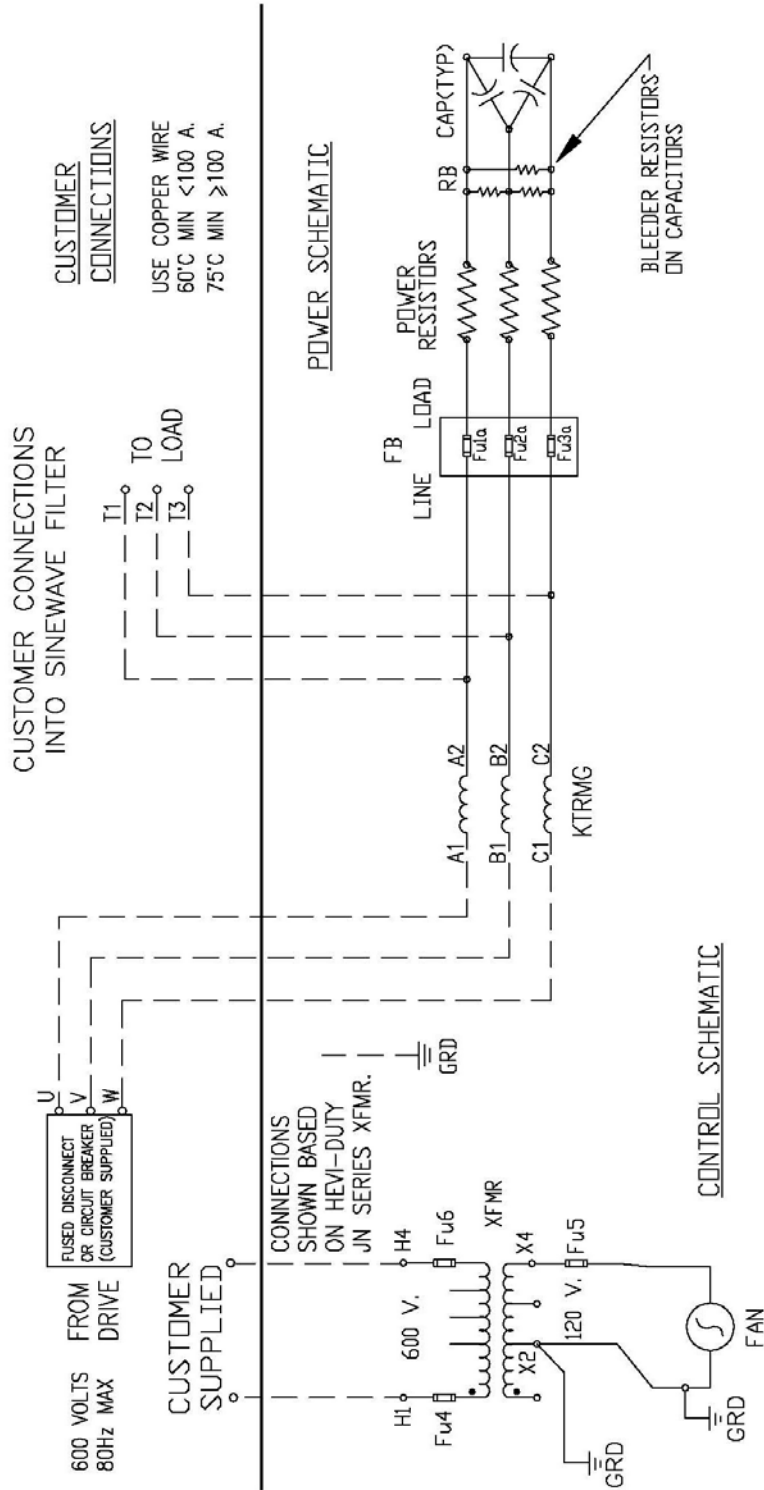 CUSTOMER CONNECTIONS
INTO SINEWAVE FILTER
CUSTOMER
CONNECTIONS
USE COPPER WIRE
60°C MIN <100 A.
75°C MIN ≥100 A.
600 VOLTS
80Hz MAX
FROM
DRIVE
FUSED DISCONNECT
OR CIRCUIT BREAKER
(CUSTOMER SUPPLIED)
U
V
W
T1
T2
T3
TO
LOAD
CUSTOMER
SUPPLIED
POWER SCHEMATIC
CONNECTIONS
SHOWN BASED
ON HEVI-DUTY
JN SERIES XFMR.
GRD
A1
A2
B1
B2
C1
C2
KTRMG
LINE
FB
LOAD
Fu1a
Fu2a
Fu3a
POWER
RESISTORS
RB
CAP(TYP)
BLEEDER RESISTORS-
ON CAPACITORS
H1
H4
Fu4
Fu6
600 V.
XFMR
X2
X4
120 V.
Fu5
GRD
GRD
FAN
CONTROL SCHEMATIC